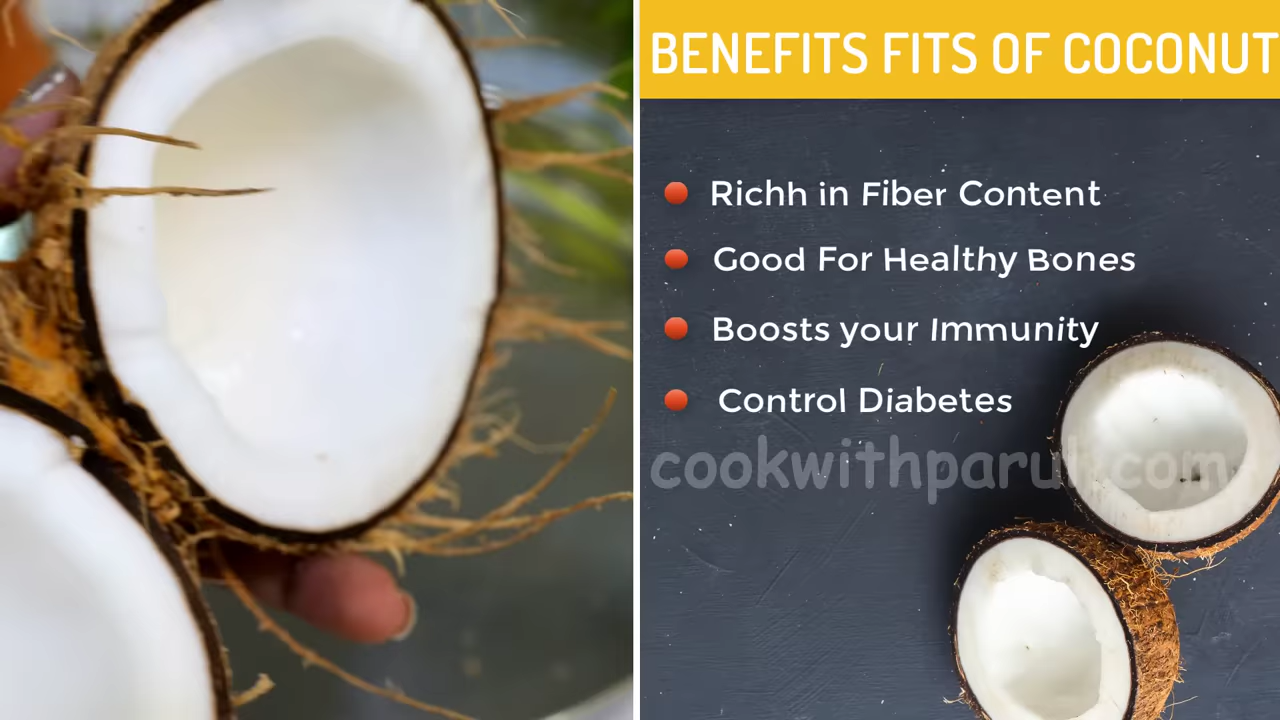 BENEFITS FITS OF COCONUT
Richh in Fiber Content
Good For Healthy Bones
Boosts your Immunity
Control Diabetes
cookwithparul.com